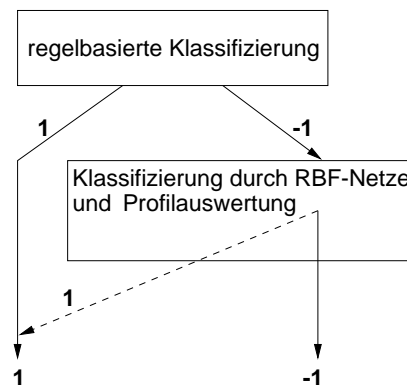 regelbasierte Klassifizierung
1
-1
Klassifizierung durch RBF-Netze
und Profilauswertung
1
1
-1